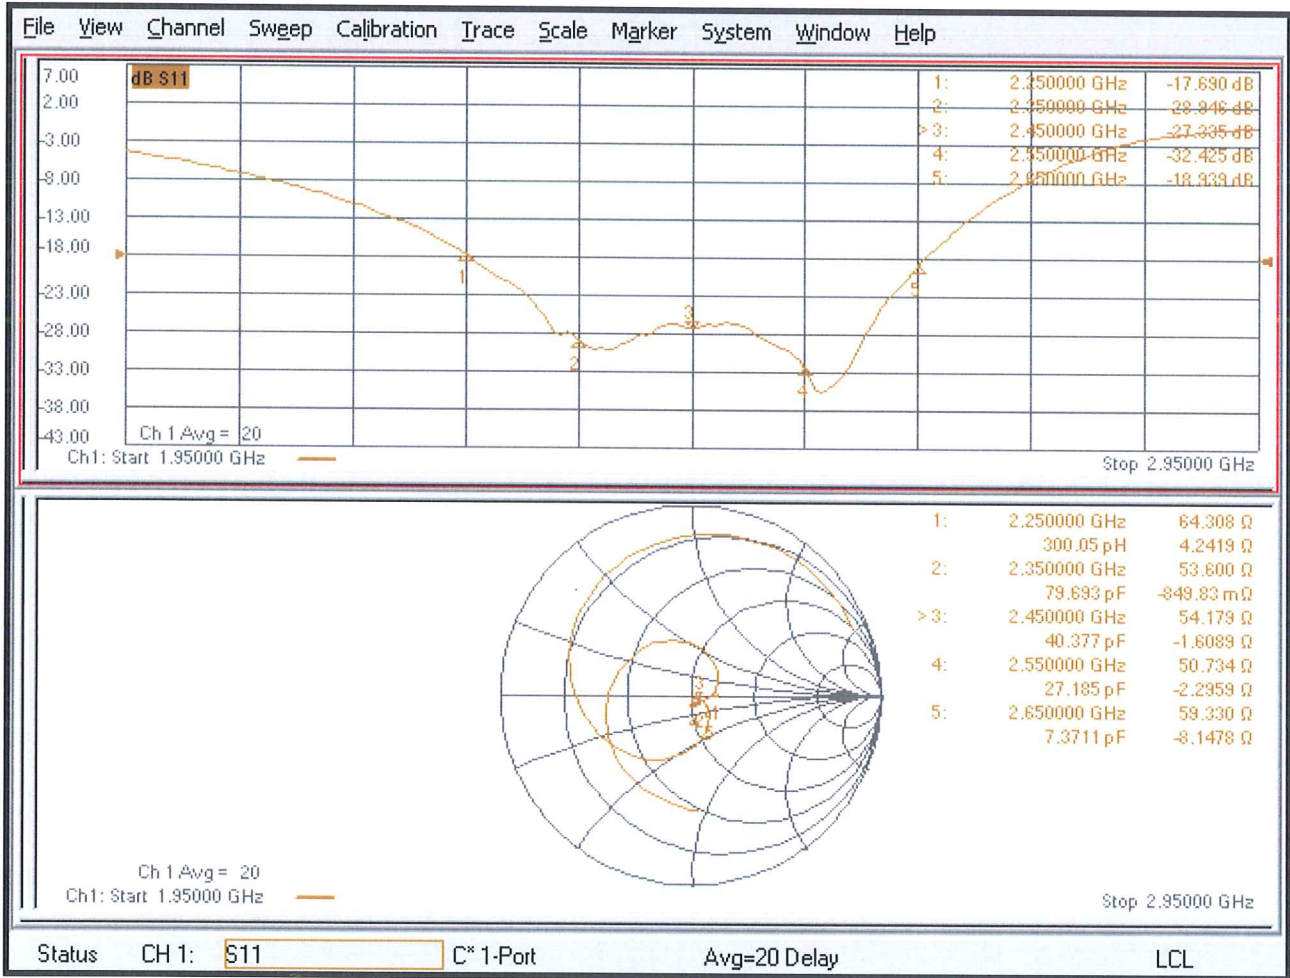 File View Channel Sweep Calibration Trace Scale Marker System Window Help
7.00
2.00
-3.00
-8.00
-13.00
-18.00
-23.00
-28.00
-33.00
-38.00
-43.00
dB S11
1: 2.250000 GHz -17.690 dB
2: 2.350000 GHz -28.946 dB
> 3: 2.450000 GHz -27.335 dB
4: 2.550000 GHz -32.425 dB
5: 2.650000 GHz -18.939 dB
1
2
3
4
5
Ch 1 Avg = 20
Ch1: Start 1.95000 GHz
Stop 2.95000 GHz
1: 2.250000 GHz 64.308 Ω
300.05 pH 4.2419 Ω
2: 2.350000 GHz 53.600 Ω
79.693 pF -849.83 mΩ
> 3: 2.450000 GHz 54.179 Ω
40.377 pF -1.6089 Ω
4: 2.550000 GHz 50.734 Ω
27.185 pF -2.2959 Ω
5: 2.650000 GHz 59.330 Ω
7.3711 pF -8.1478 Ω
Ch 1 Avg = 20
Ch1: Start 1.95000 GHz
Stop 2.95000 GHz
Status CH 1: S11 C* 1-Port Avg=20 Delay LCL